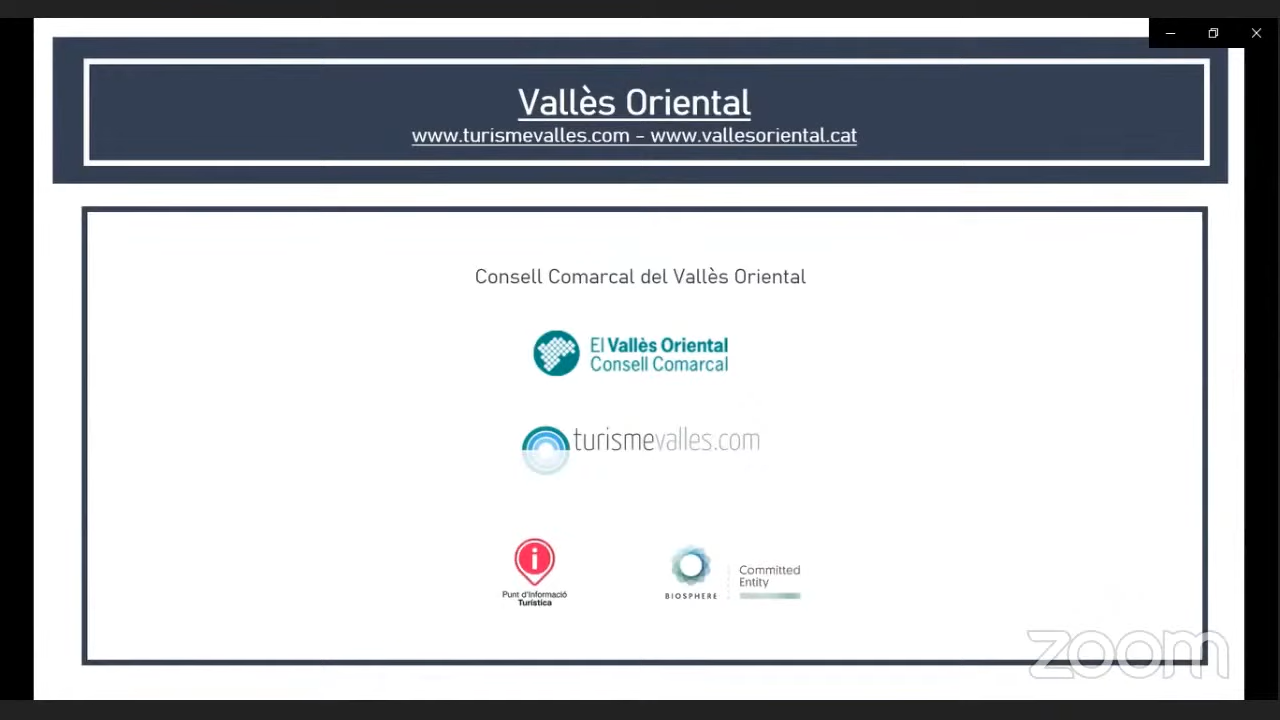 Vallès Oriental
www.turismevalles.com - www.vallesoriental.cat
Consell Comarcal del Vallès Oriental
El Vallès Oriental
Consell Comarcal
turismevalles.com
i
Punt d'Informació
Turística
BIOSPHERE
Committed
Entity
zoom